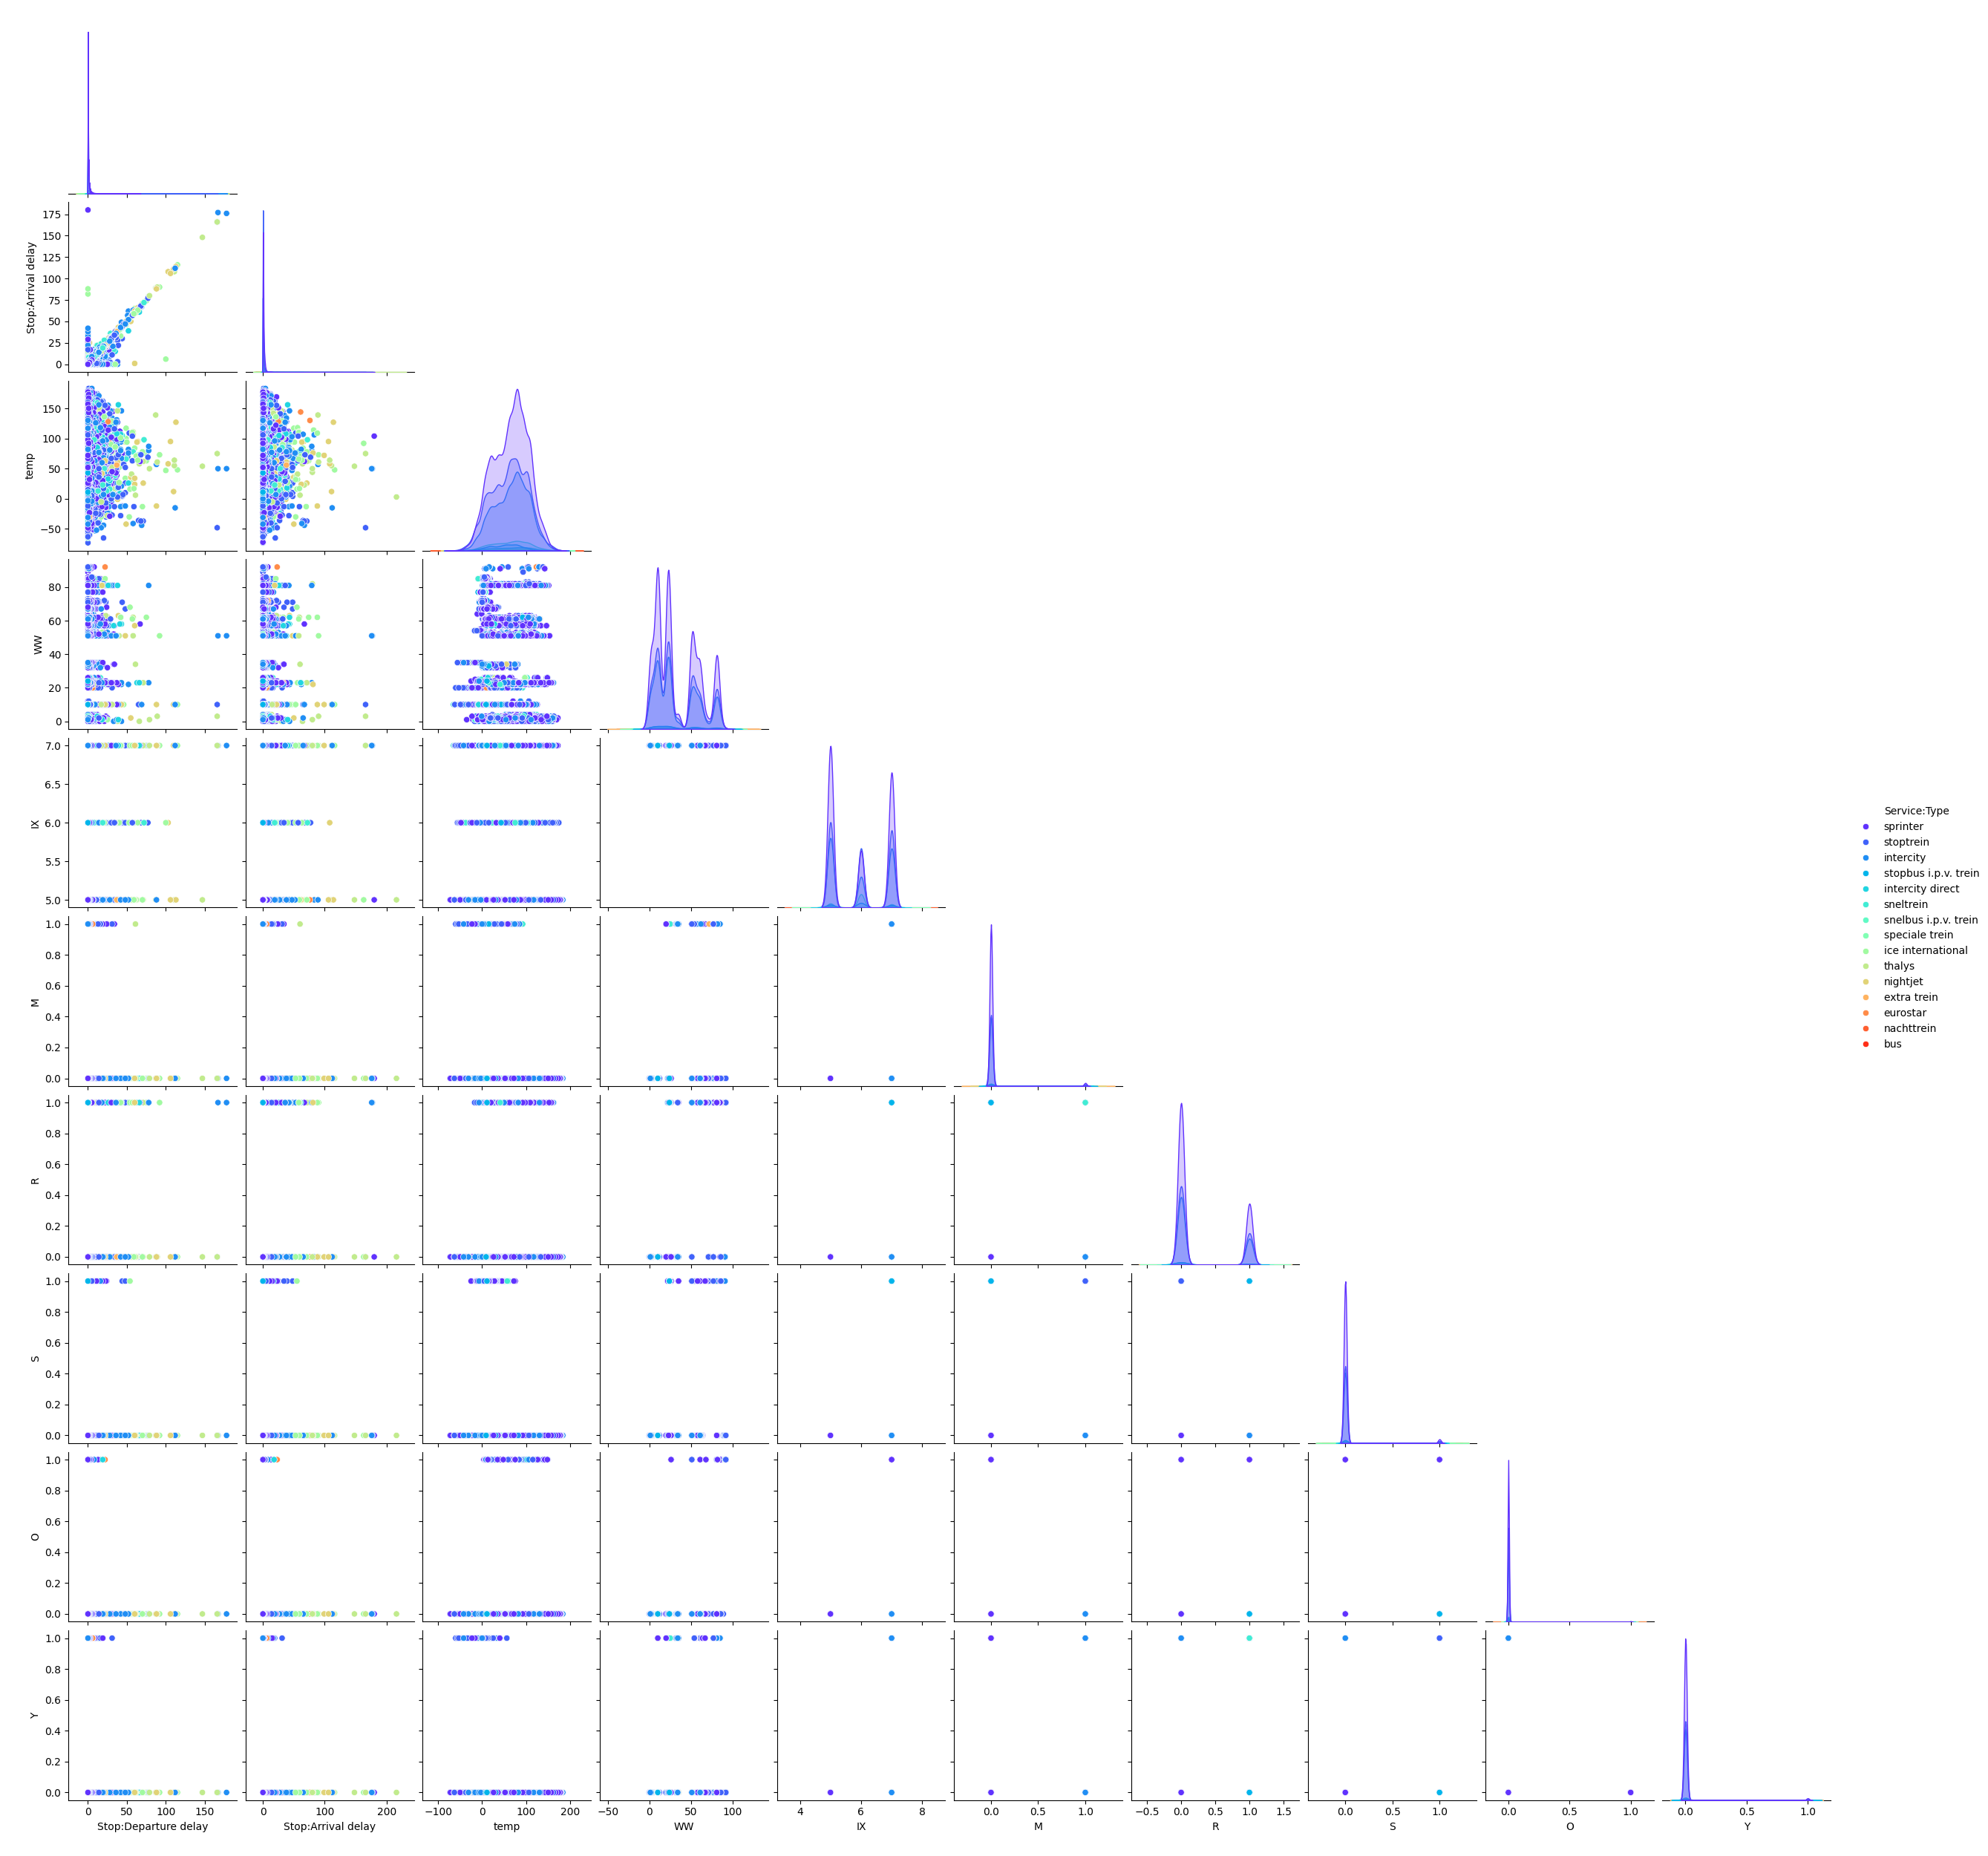 175
150
125
100
75
50
25
0
Stop:Arrival delay
150
100
50
0
−50
temp
80
60
40
20
0
WW
7.0
6.5
6.0
5.5
5.0
IX
1.0
0.8
0.6
0.4
0.2
0.0
M
1.0
0.8
0.6
0.4
0.2
0.0
R
1.0
0.8
0.6
0.4
0.2
0.0
S
1.0
0.8
0.6
0.4
0.2
0.0
O
1.0
0.8
0.6
0.4
0.2
0.0
Y
0 50 100 150
Stop:Departure delay
0 100 200
Stop:Arrival delay
−100 0 100 200
temp
−50 0 50 100
WW
4 6 8
IX
0.0 0.5 1.0
M
−0.5 0.0 0.5 1.0 1.5
R
0.0 0.5 1.0
S
0.0 0.5 1.0
O
0.0 0.5 1.0
Y
Service:Type
sprinter
stoptrein
intercity
stopbus i.p.v. trein
intercity direct
sneltrein
snelbus i.p.v. trein
speciale trein
ice international
thalys
nightjet
extra trein
eurostar
nachttrein
bus